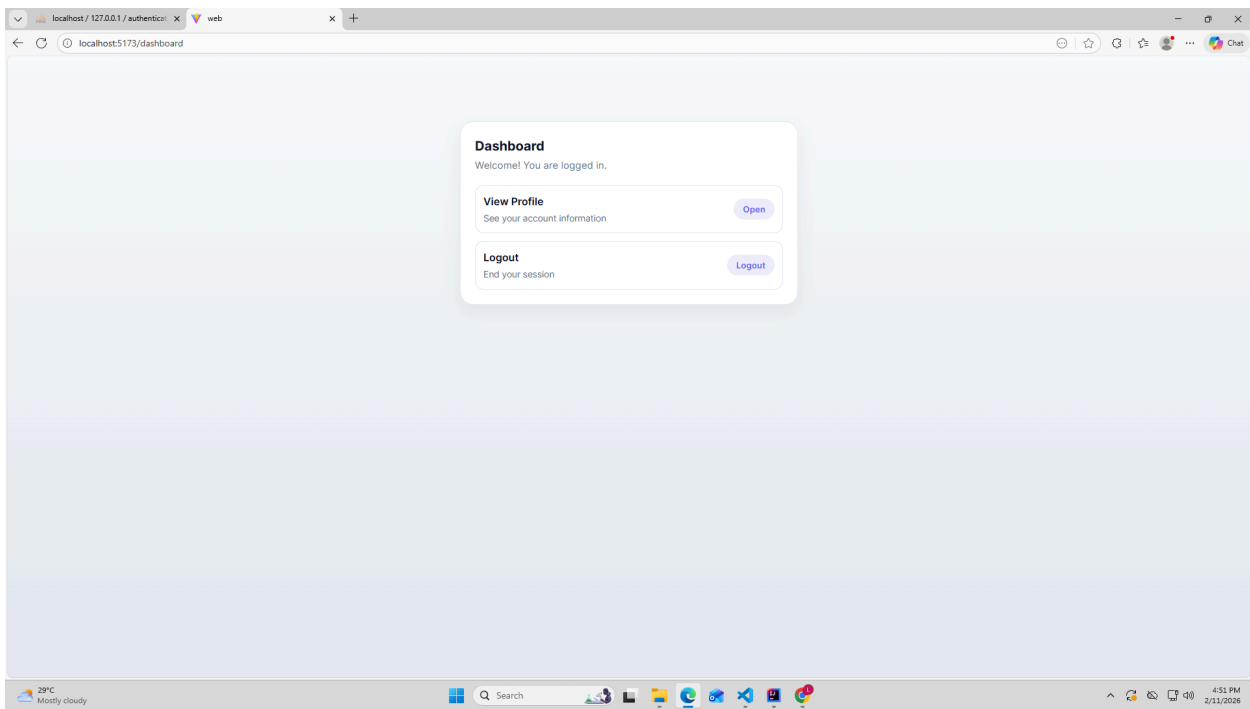 localhost / 127.0.0.1 / authenticat
web
localhost:5173/dashboard
Chat
Dashboard
Welcome! You are logged in.
View Profile
See your account information
Open
Logout
End your session
Logout
29°C
Mostly cloudy
Search
4:51 PM
2/11/2026